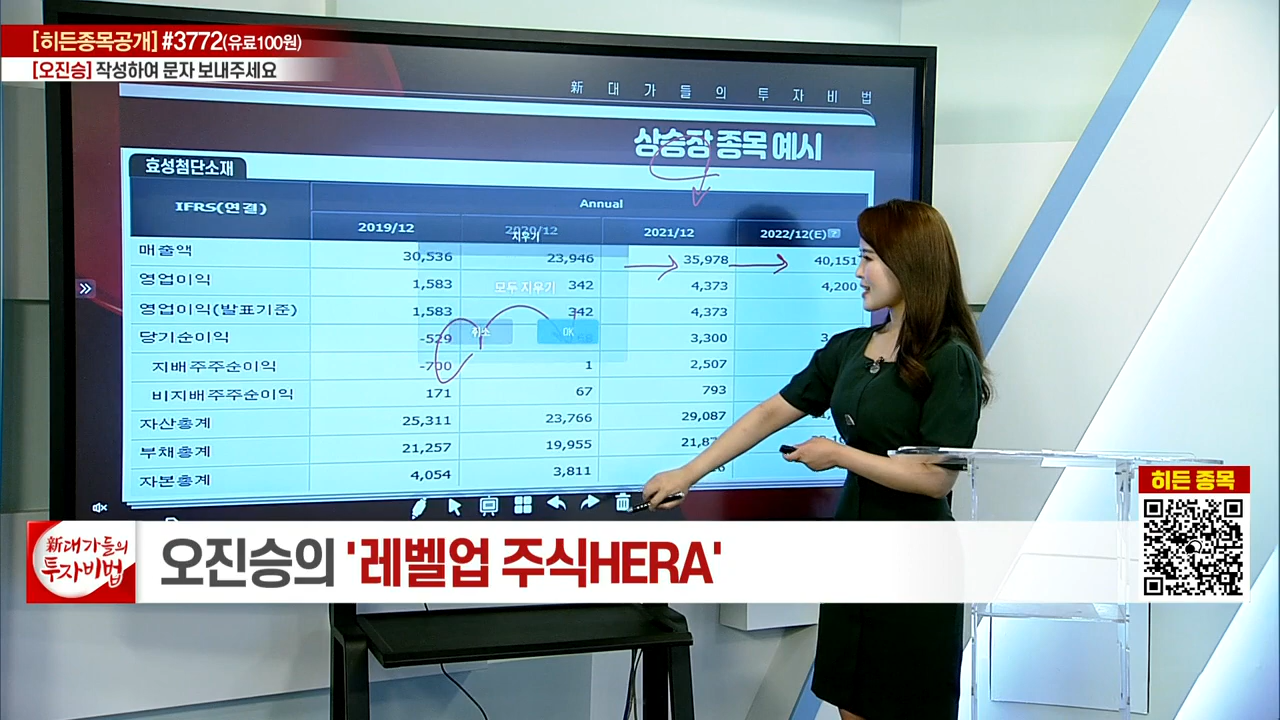 [히든종목공개] #3772(유료100원)
[오진승] 작성하여 문자 보내주세요
新 대 가 들 의 투 자 비 법
상승장 종목 예시
효성첨단소재
IFRS(연결) Annual
2019/12 2020/12 2021/12 2022/12(E)
지우기
매출액 30,536 23,946 35,978 40,151
영업이익 1,583 342 4,373 4,200
모두 지우기
영업이익(발표기준) 1,583 342 4,373
취소 OK
당기순이익 -529 3,300
지배주주순이익 -700 1 2,507
비지배주주순이익 171 67 793
자산총계 25,311 23,766 29,087
부채총계 21,257 19,955
자본총계 4,054 3,811
히든 종목
新대가들의
투자비법
오진승의 '레벨업 주식HERA'